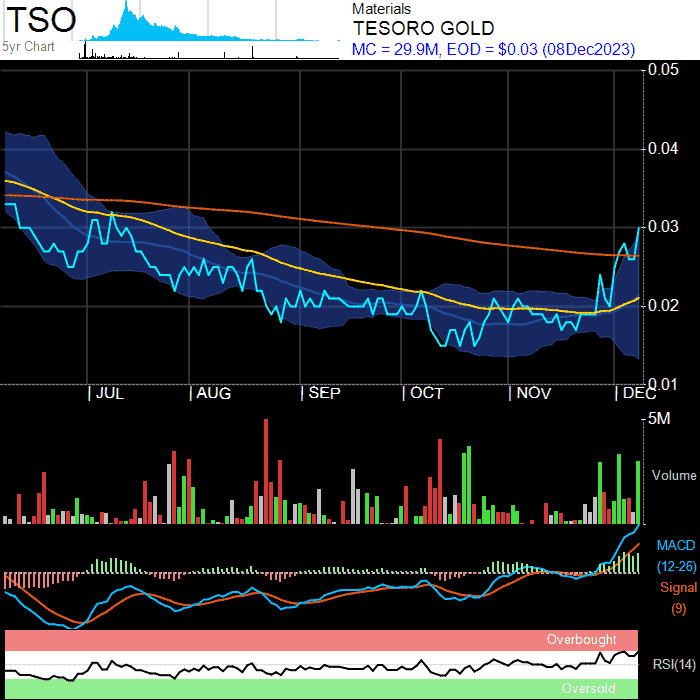 TSO
5yr Chart
Materials
TESORO GOLD
MC = 29.9M, EOD = $0.03 (08Dec2023)
0.05
0.04
0.03
0.02
0.01
| JUL | AUG | SEP | OCT | NOV | DEC
5M
Volume
MACD
(12-26)
Signal
(9)
Overbought
RSI(14)
Oversold